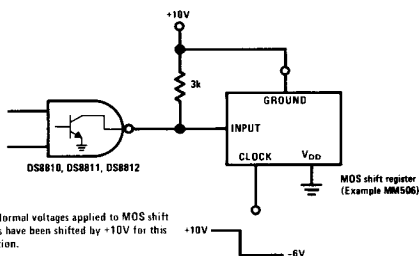 +10V
3k
GROUND
INPUT
CLOCK VDD
DS8810, DS8811, DS8812
MOS shift register
(Example MM506)
ormal voltages applied to MOS shift
s have been shifted by +10V for this
tion.
+10V
-6V